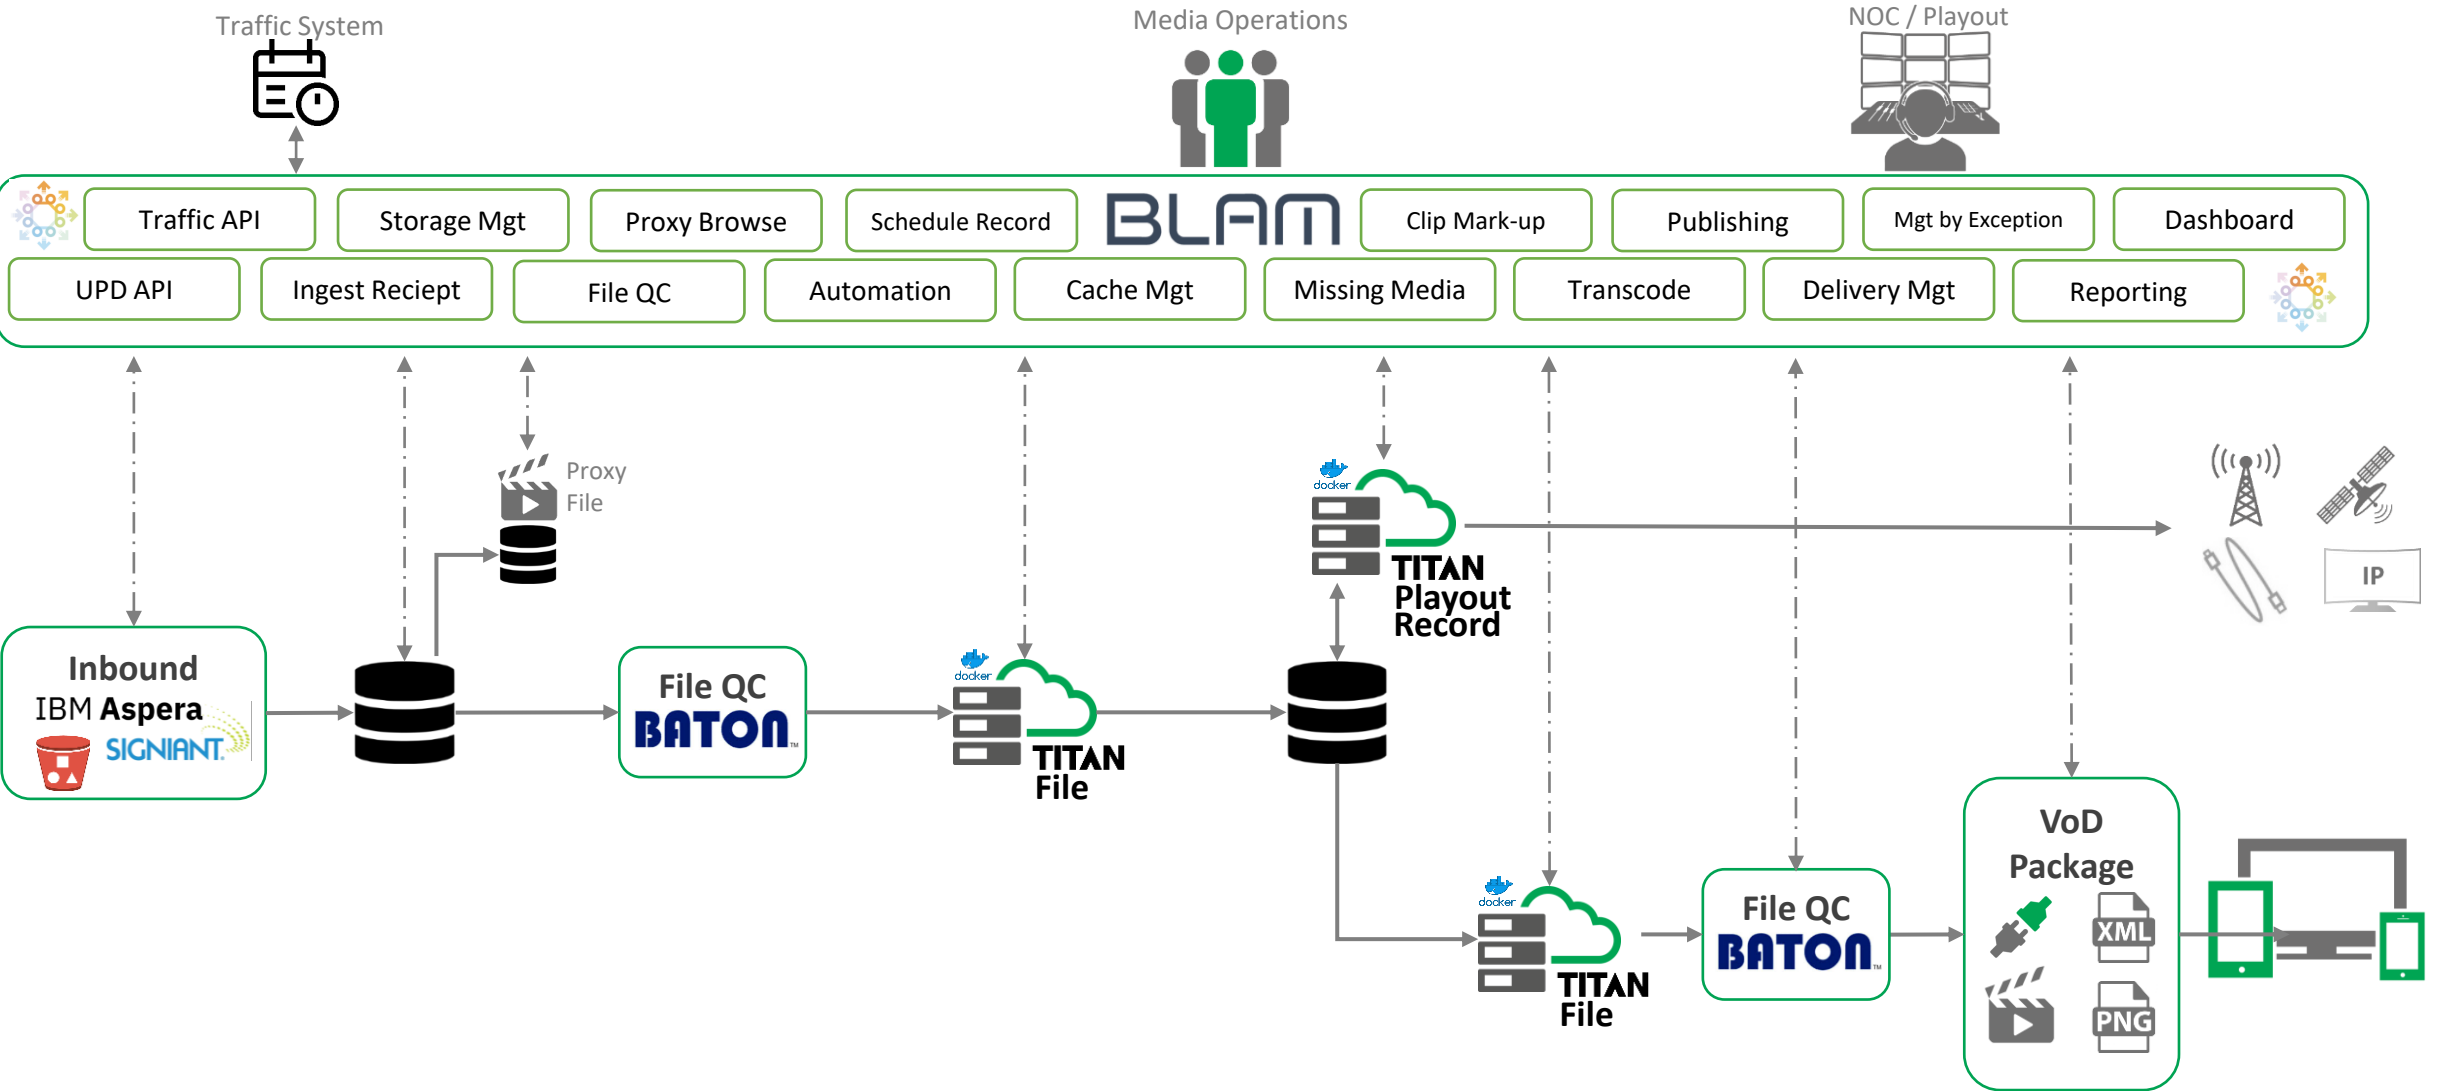 Traffic System
Media Operations
NOC / Playout
Traffic API
Storage Mgt
Proxy Browse
Schedule Record
BLAM
Clip Mark-up
Publishing
Mgt by Exception
Dashboard
UPD API
Ingest Reciept
File QC
Automation
Cache Mgt
Missing Media
Transcode
Delivery Mgt
Reporting
Proxy
File
docker
TITAN
Playout
Record
IP
Inbound
IBM Aspera
SIGNIANT.
File QC
BATON™
docker
TITAN
File
docker
TITAN
File
File QC
BATON™
VoD
Package
XML
PNG